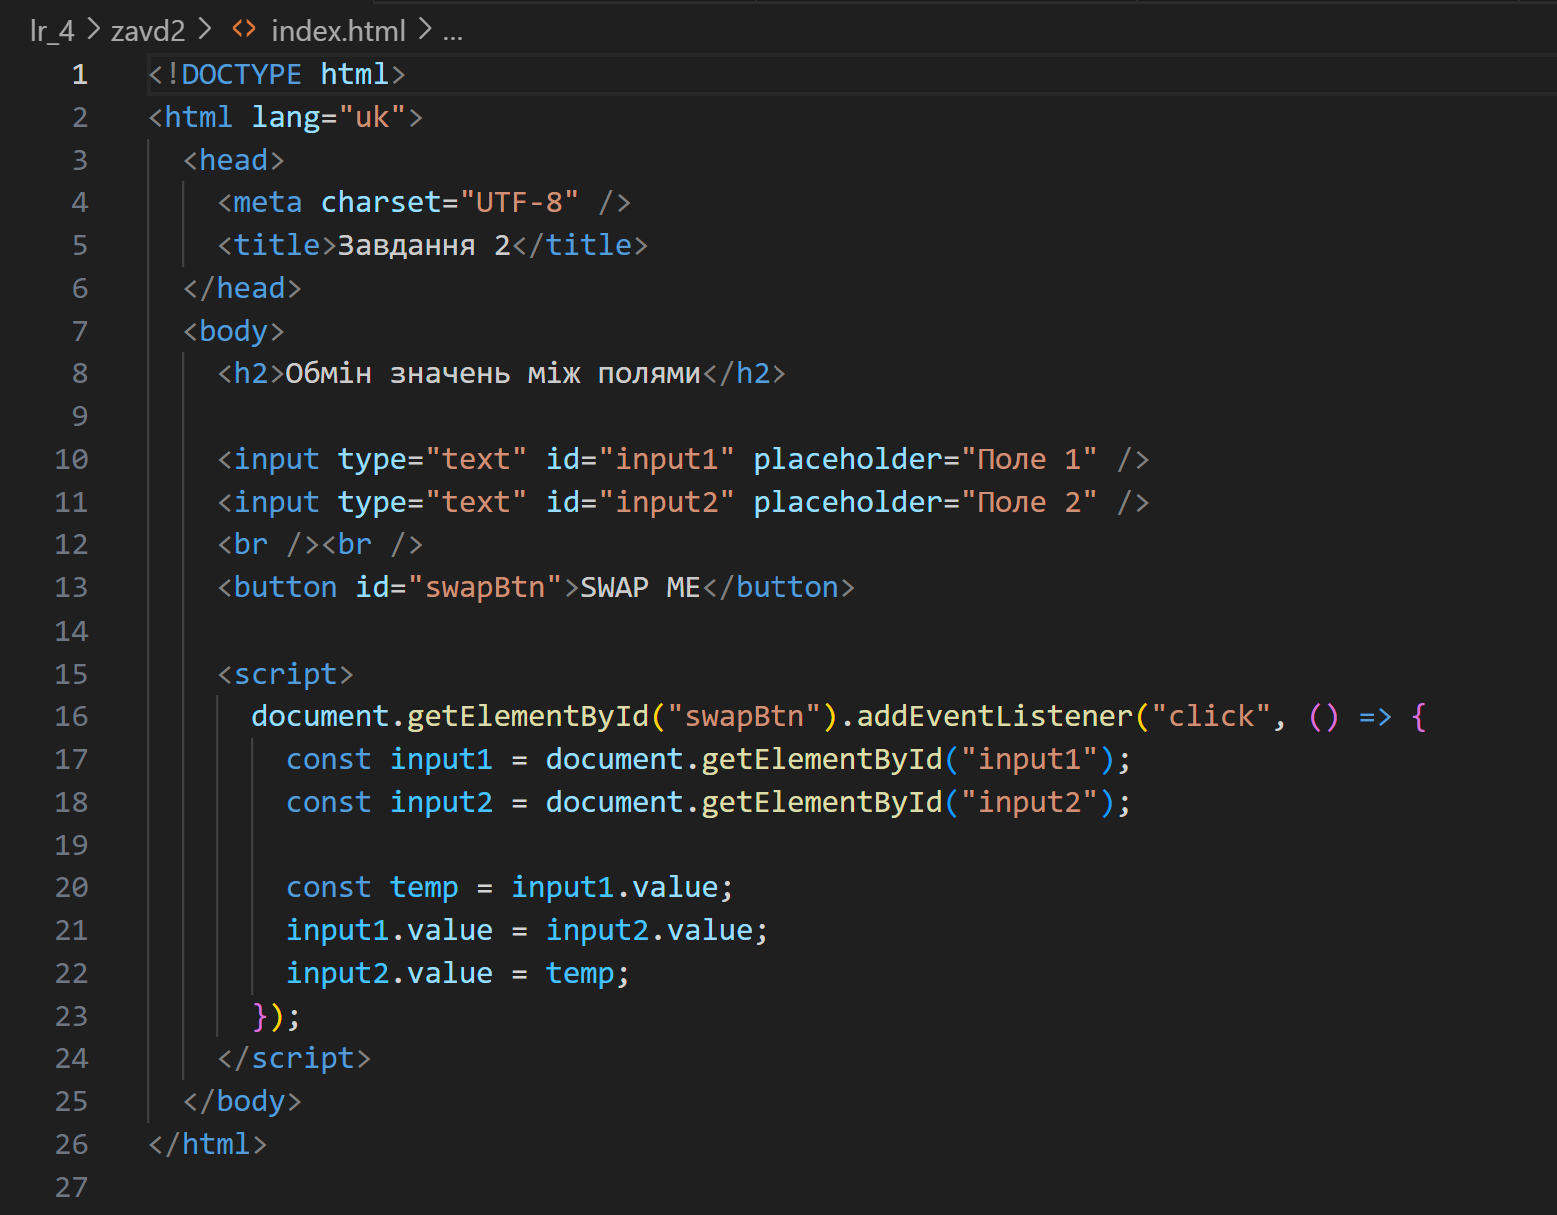 lr_4 > zavd2 > <> index.html > ...
1 <!DOCTYPE html>
2 <html lang="uk">
3   <head>
4     <meta charset="UTF-8" />
5     <title>Завдання 2</title>
6   </head>
7   <body>
8     <h2>Обмін значень між полями</h2>
9
10     <input type="text" id="input1" placeholder="Поле 1" />
11     <input type="text" id="input2" placeholder="Поле 2" />
12     <br /><br />
13     <button id="swapBtn">SWAP ME</button>
14
15     <script>
16       document.getElementById("swapBtn").addEventListener("click", () => {
17         const input1 = document.getElementById("input1");
18         const input2 = document.getElementById("input2");
19
20         const temp = input1.value;
21         input1.value = input2.value;
22         input2.value = temp;
23       });
24     </script>
25   </body>
26 </html>
27